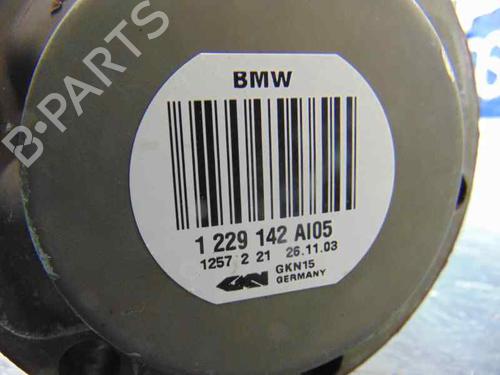 BMW
1 229 142 AI05
1257 2 21 26.11.03
GKN GKN15
GERMANY
B-PARTS